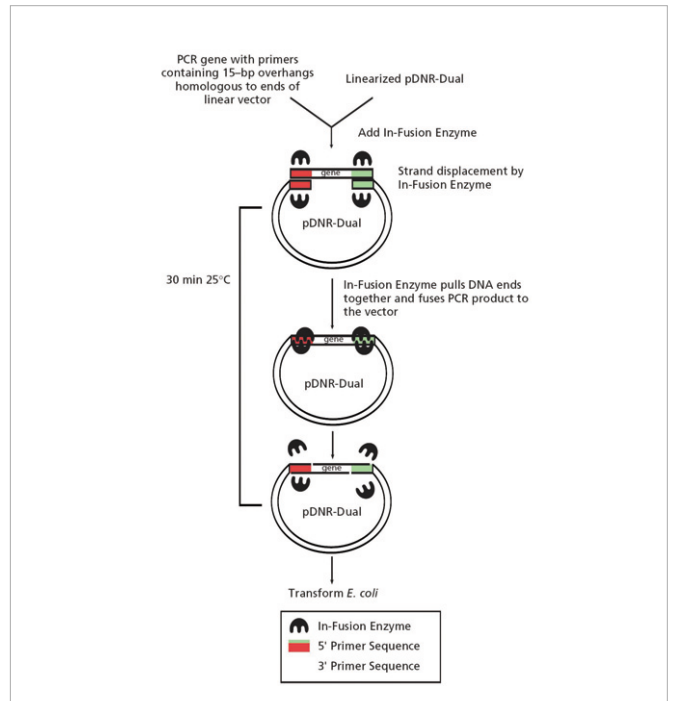 PCR gene with primers
containing 15–bp overhangs
homologous to ends of
linear vector
Linearized pDNR-Dual
Add In-Fusion Enzyme
gene
Strand displacement by
In-Fusion Enzyme
pDNR-Dual
30 min 25°C
In-Fusion Enzyme pulls DNA ends
together and fuses PCR product to
the vector
gene
pDNR-Dual
gene
pDNR-Dual
Transform E. coli
In-Fusion Enzyme
5' Primer Sequence
3' Primer Sequence